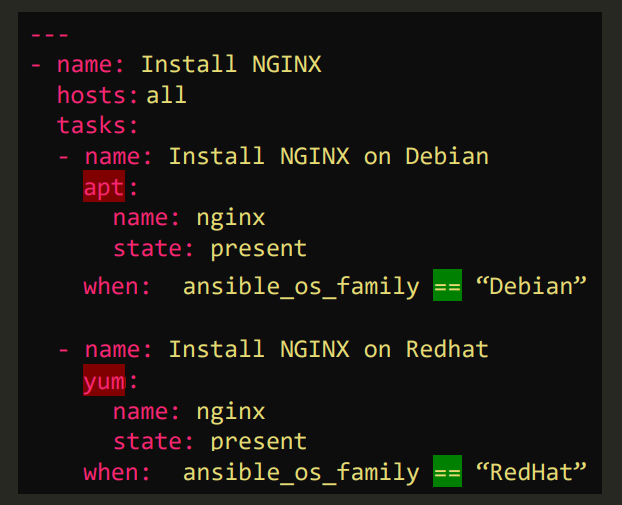 ---
- name: Install NGINX
hosts: all
tasks:
- name: Install NGINX on Debian
apt:
name: nginx
state: present
when: ansible_os_family == “Debian”
- name: Install NGINX on Redhat
yum:
name: nginx
state: present
when: ansible_os_family == “RedHat”